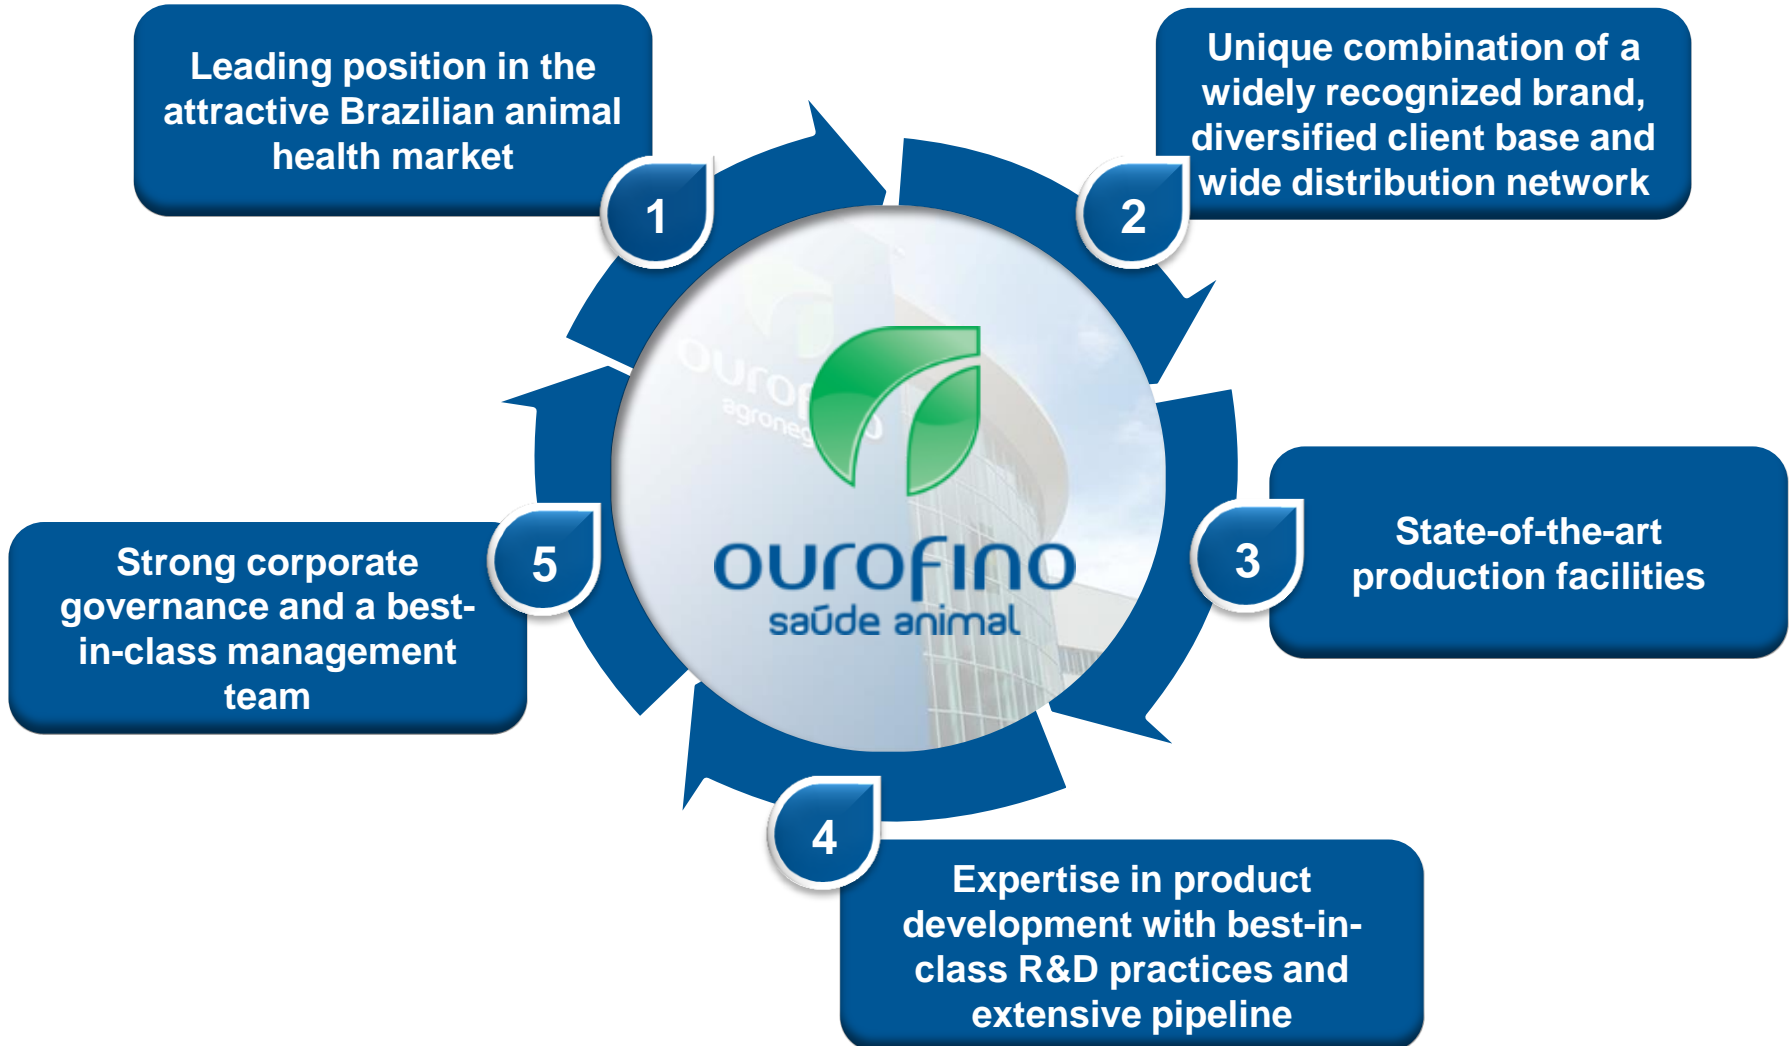 Leading position in the
attractive Brazilian animal
health market
1
Unique combination of a
widely recognized brand,
diversified client base and
wide distribution network
2
State-of-the-art
production facilities
3
Expertise in product
development with best-in-
class R&D practices and
extensive pipeline
4
Strong corporate
governance and a best-
in-class management
team
5
ourofino
saúde animal